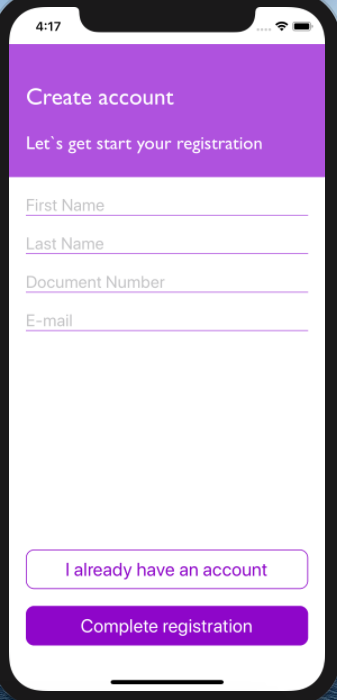 4:17
Create account
Let`s get start your registration
First Name
Last Name
Document Number
E-mail
I already have an account
Complete registration